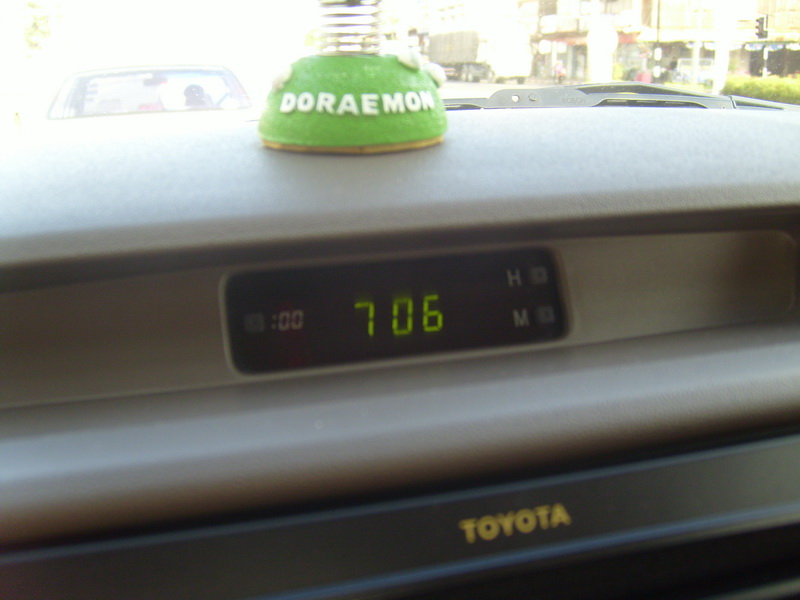 DORAEMON
H
:00 706
M
TOYOTA